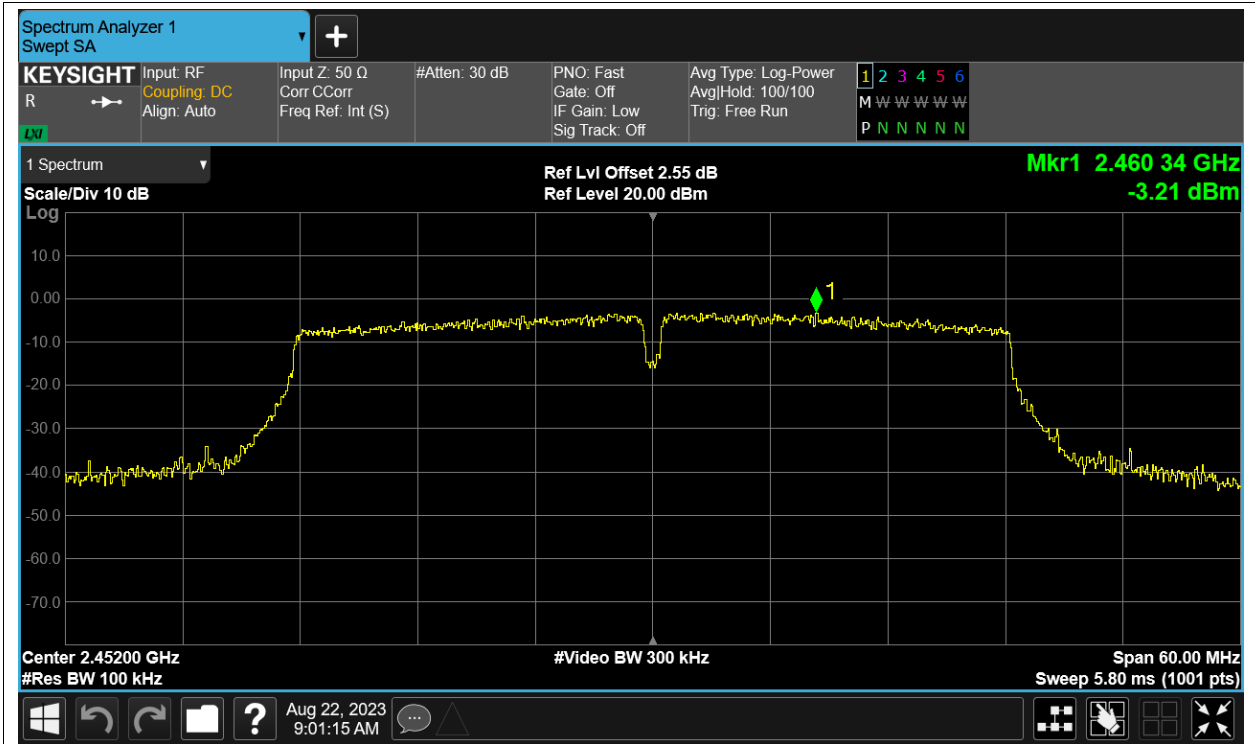 Spectrum Analyzer 1
Swept SA
KEYSIGHT
R
LXI
Input: RF
Coupling: DC
Align: Auto
Input Z: 50 Ω
Corr CCorr
Freq Ref: Int (S)
#Atten: 30 dB
PNO: Fast
Gate: Off
IF Gain: Low
Sig Track: Off
Avg Type: Log-Power
Avg|Hold: 100/100
Trig: Free Run
1 2 3 4 5 6
M W W W W W
P N N N N N
1 Spectrum
Scale/Div 10 dB
Log
Ref Lvl Offset 2.55 dB
Ref Level 20.00 dBm
Mkr1 2.460 34 GHz
-3.21 dBm
1
10.0
0.00
-10.0
-20.0
-30.0
-40.0
-50.0
-60.0
-70.0
Center 2.45200 GHz
#Res BW 100 kHz
#Video BW 300 kHz
Span 60.00 MHz
Sweep 5.80 ms (1001 pts)
?
Aug 22, 2023
9:01:15 AM